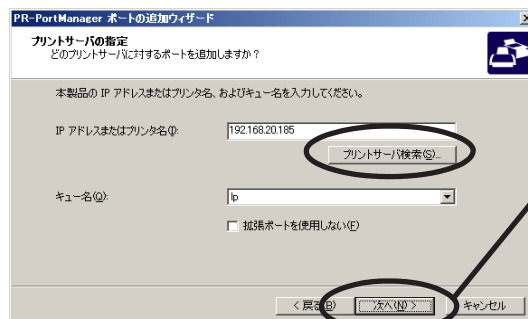 PR-PortManager ポートの追加ウィザード
プリントサーバの指定
どのプリントサーバに対するポートを追加しますか？
本製品の IP アドレスまたはプリンタ名、およびキュー名を入力してください。
IP アドレスまたはプリンタ名(I):
192.168.20.185
プリントサーバ検索(S)...
キュー名(Q):
lp
拡張ポートを使用しない(F)
< 戻る(B)
次へ(N) >
キャンセル